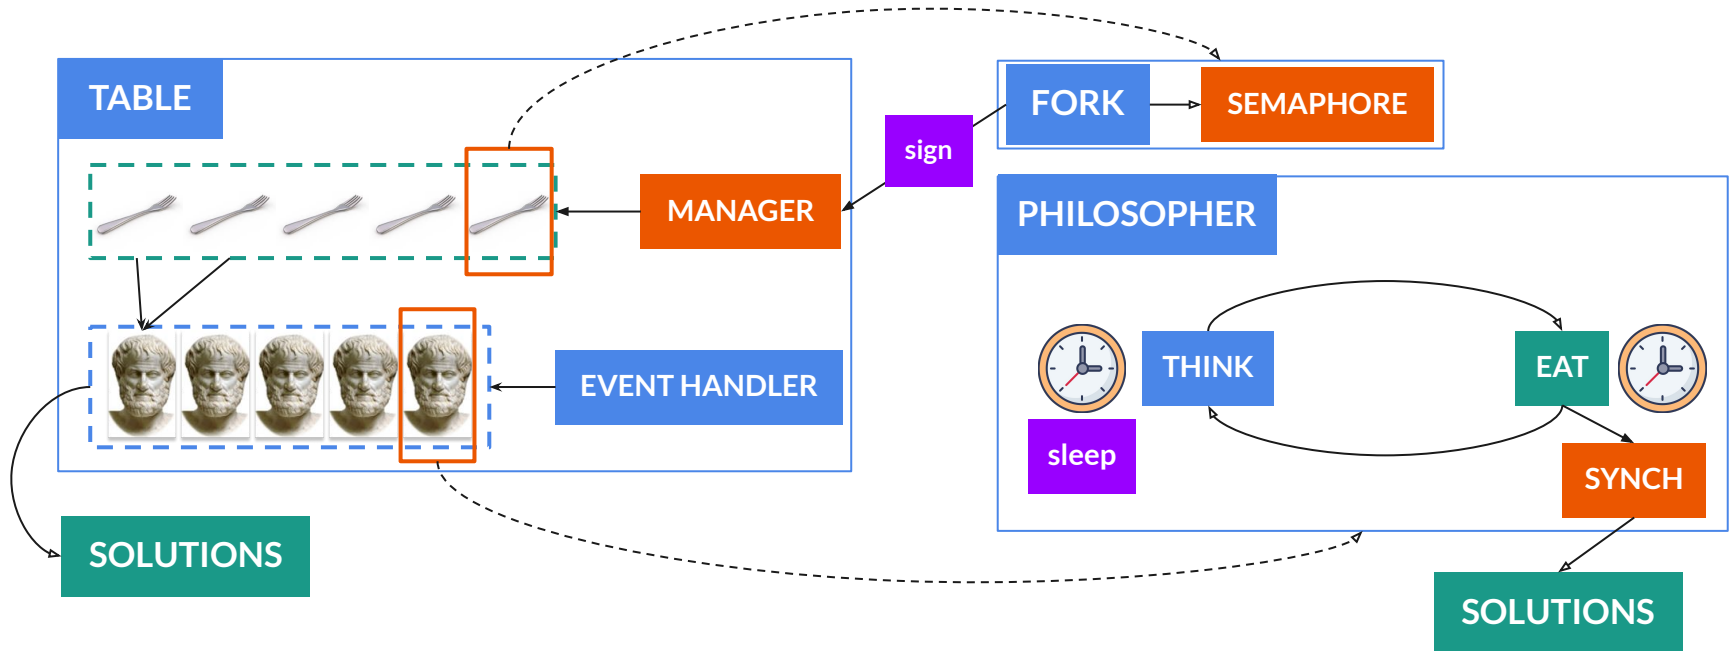 TABLE
FORK
SEMAPHORE
sign
MANAGER
PHILOSOPHER
EVENT HANDLER
THINK
EAT
sleep
SYNCH
SOLUTIONS
SOLUTIONS